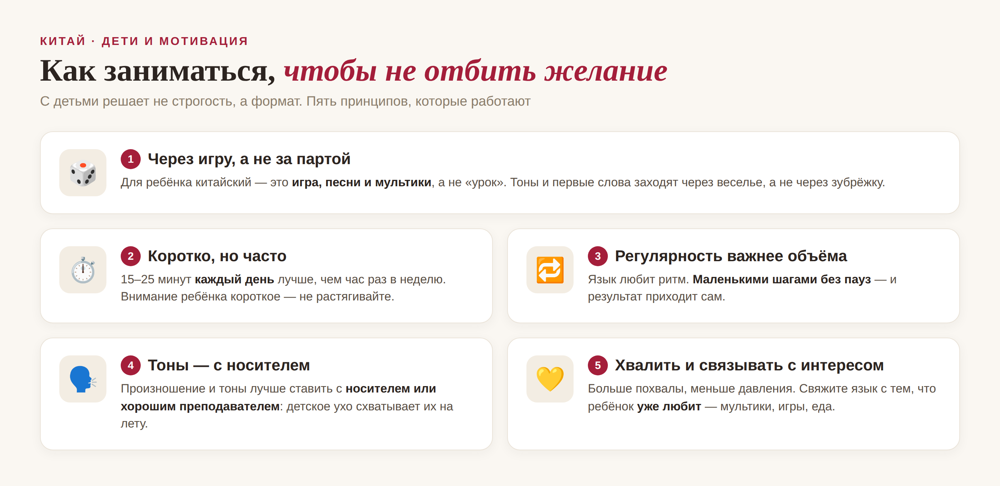 КИТАЙ · ДЕТИ И МОТИВАЦИЯ
Как заниматься, чтобы не отбить желание
С детьми решает не строгость, а формат. Пять принципов, которые работают
1 Через игру, а не за партой
Для ребёнка китайский — это игра, песни и мультики, а не «урок». Тоны и первые слова заходят через веселье, а не через зубрёжку.
2 Коротко, но часто
15–25 минут каждый день лучше, чем час раз в неделю.
Внимание ребёнка короткое — не растягивайте.
3 Регулярность важнее объёма
Язык любит ритм. Маленькими шагами без пауз — и
результат приходит сам.
4 Тоны — с носителем
Произношение и тоны лучше ставить с носителем или
хорошим преподавателем: детское ухо схватывает их на
лету.
5 Хвалить и связывать с интересом
Больше похвалы, меньше давления. Свяжите язык с тем, что
ребёнок уже любит — мультики, игры, еда.